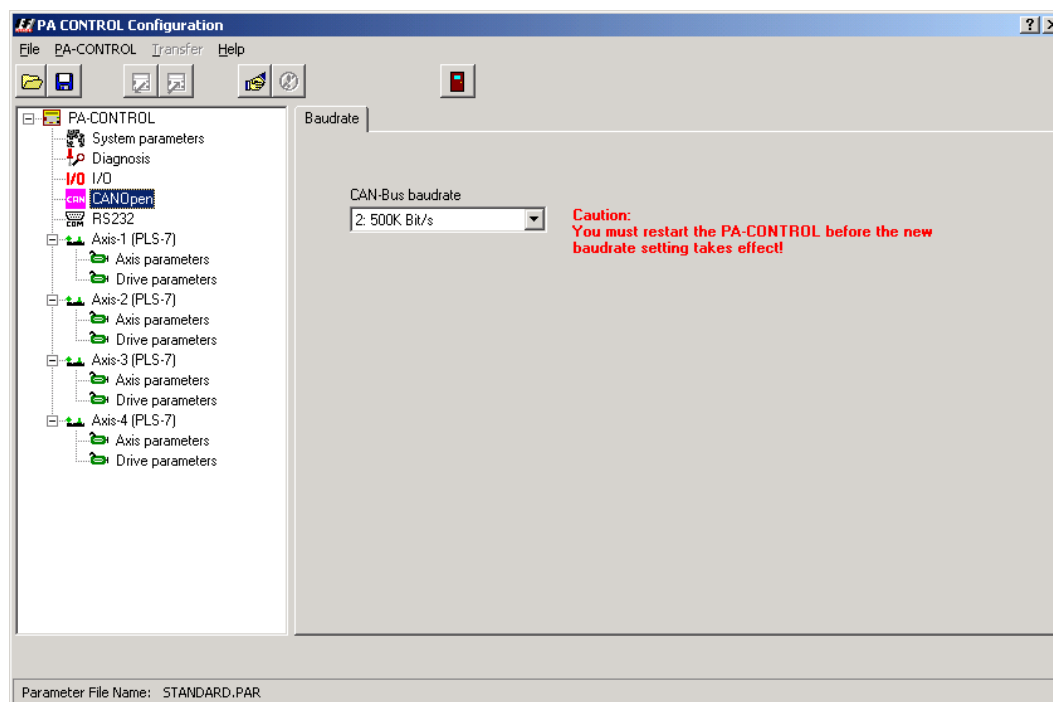 PA CONTROL Configuration
File PA-CONTROL Transfer Help
PA-CONTROL
System parameters
Diagnosis
I/O I/O
CAN CANOpen
COM RS232
Axis-1 (PLS-7)
Axis parameters
Drive parameters
Axis-2 (PLS-7)
Axis parameters
Drive parameters
Axis-3 (PLS-7)
Axis parameters
Drive parameters
Axis-4 (PLS-7)
Axis parameters
Drive parameters
Baudrate
CAN-Bus baudrate
2: 500K Bit/s
Caution:
You must restart the PA-CONTROL before the new
baudrate setting takes effect!
Parameter File Name: STANDARD.PAR